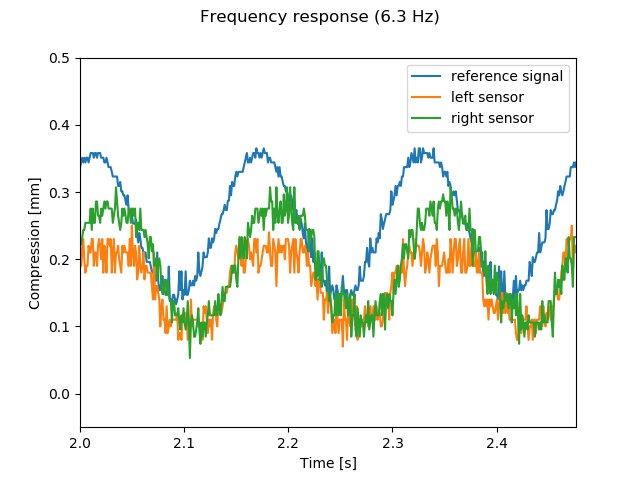 Frequency response (6.3 Hz)
0.5
0.4
0.3
0.2
0.1
0.0
Compression [mm]
reference signal
left sensor
right sensor
2.0 2.1 2.2 2.3 2.4
Time [s]